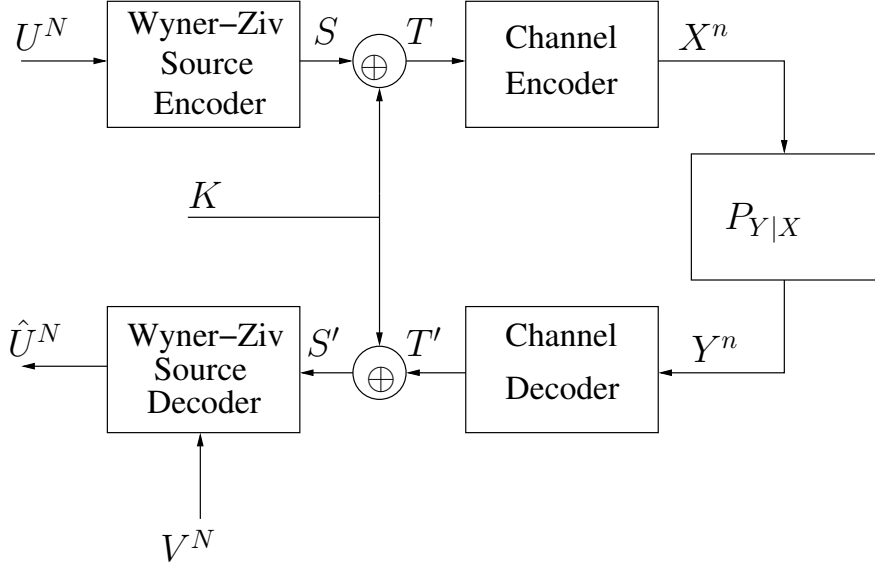 U^N
Wyner–Ziv
Source
Encoder
S
⊕
T
Channel
Encoder
X^n
K
P_{Y|X}
Û^N
Wyner–Ziv
Source
Decoder
S′
⊕
T′
Channel
Decoder
Y^n
V^N